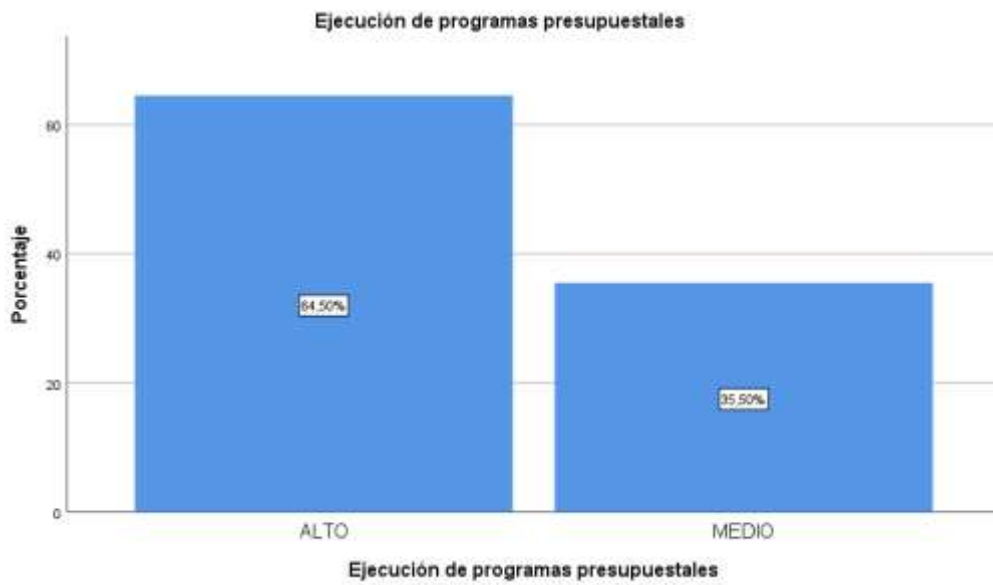 Ejecución de programas presupuestales
Porcentaje
60
40
20
0
64,50%
35,50%
ALTO
MEDIO
Ejecución de programas presupuestales